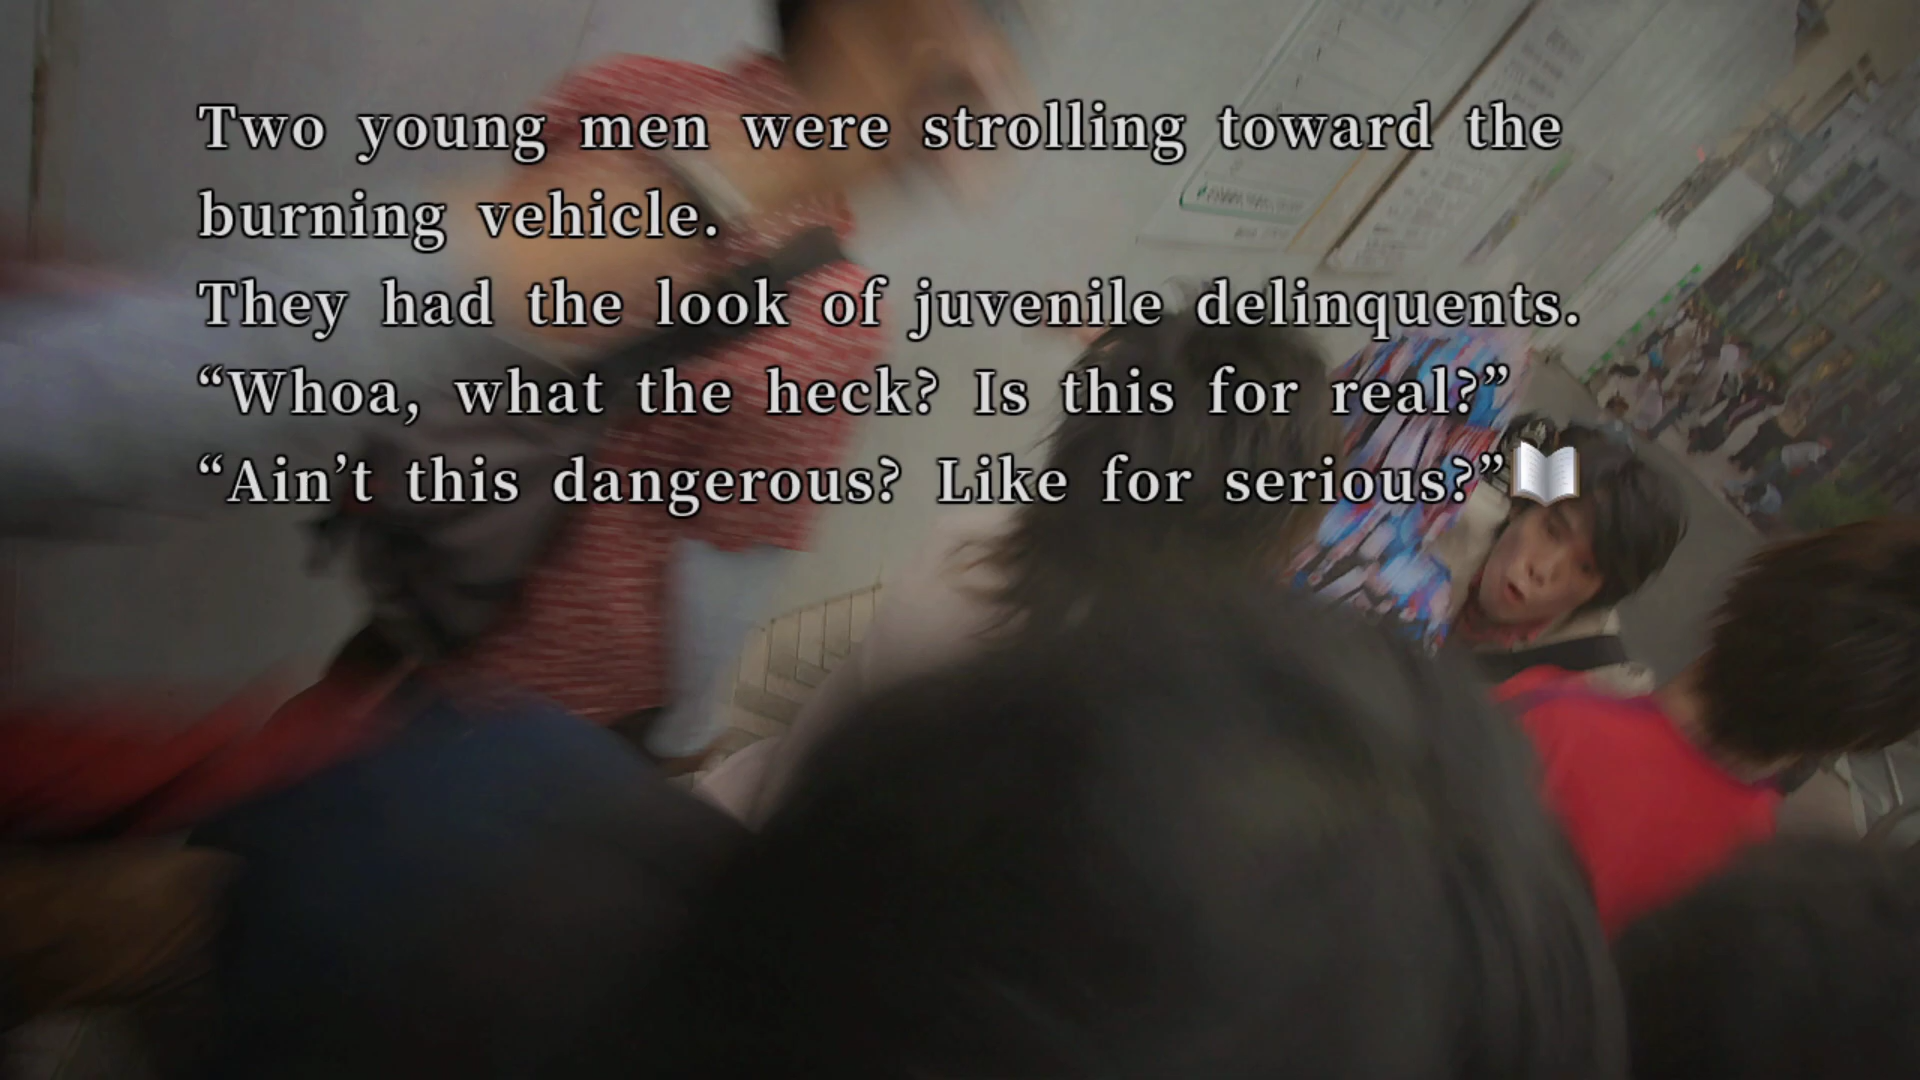 Two young men were strolling toward the
burning vehicle.
They had the look of juvenile delinquents.
“Whoa, what the heck? Is this for real?”
“Ain’t this dangerous? Like for serious?”